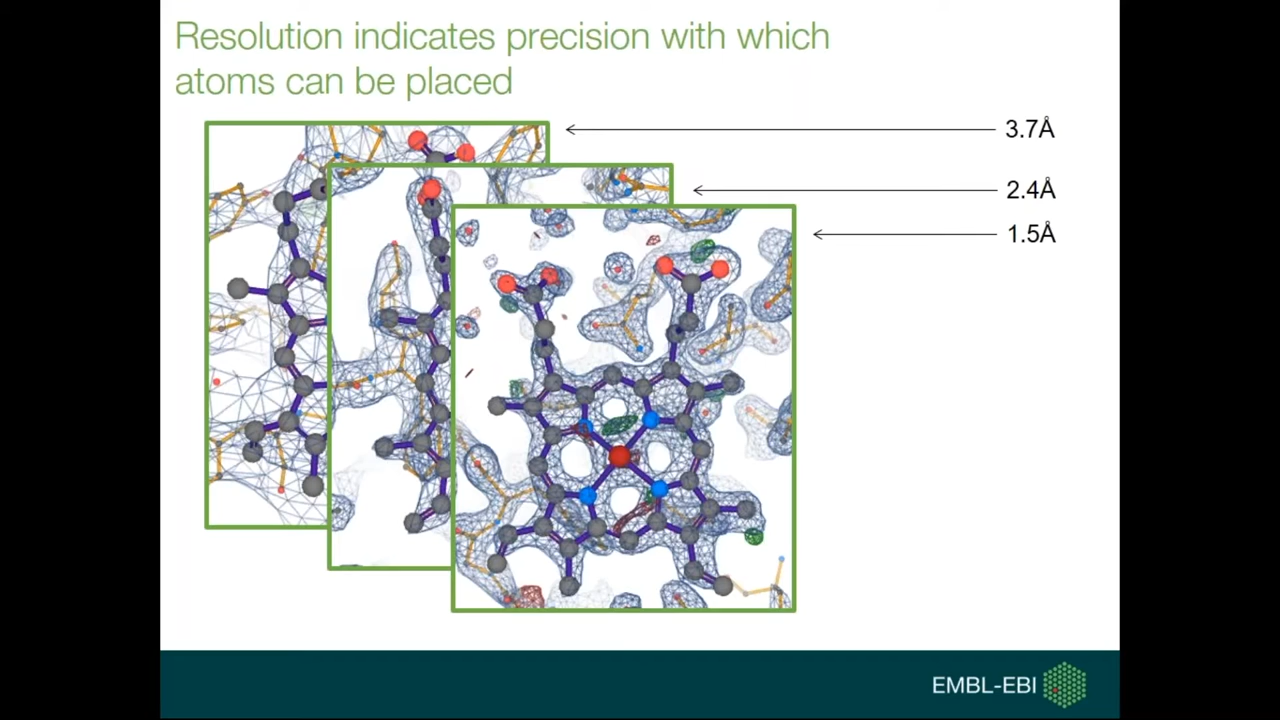 Resolution indicates precision with which
atoms can be placed
3.7Å
2.4Å
1.5Å
EMBL-EBI